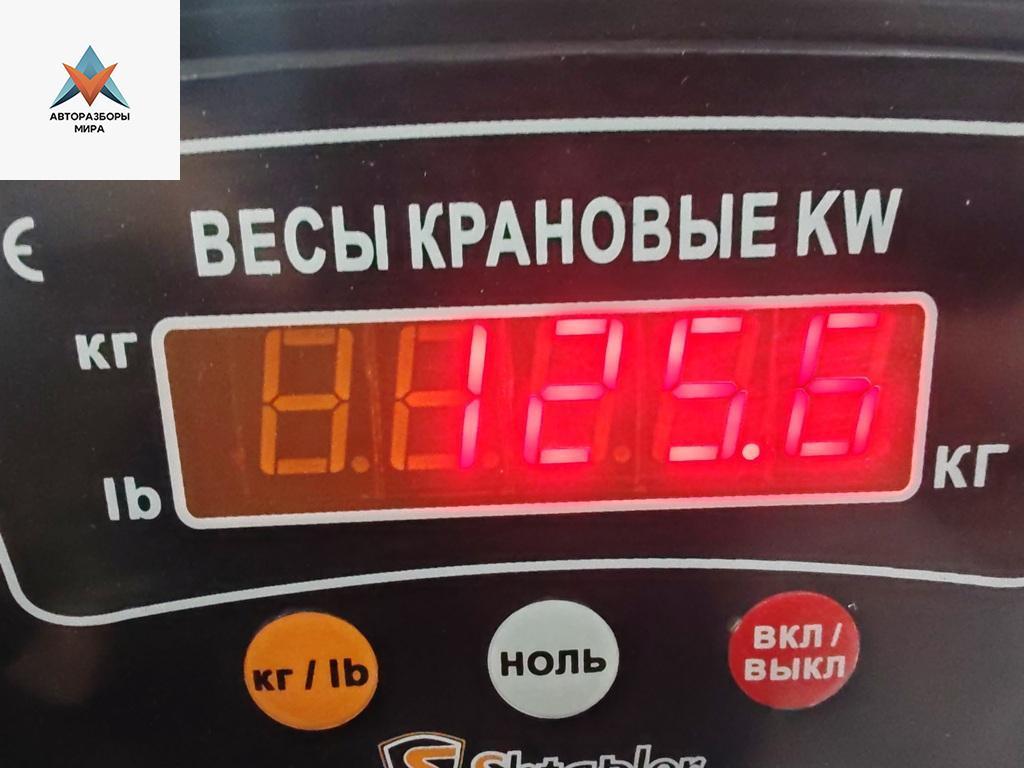 АВТОРАЗБОРЫ
МИРА
ВЕСЫ КРАНОВЫЕ KW
кг
125.6
lb
кг
кг / lb
НОЛЬ
ВКЛ /
ВЫКЛ